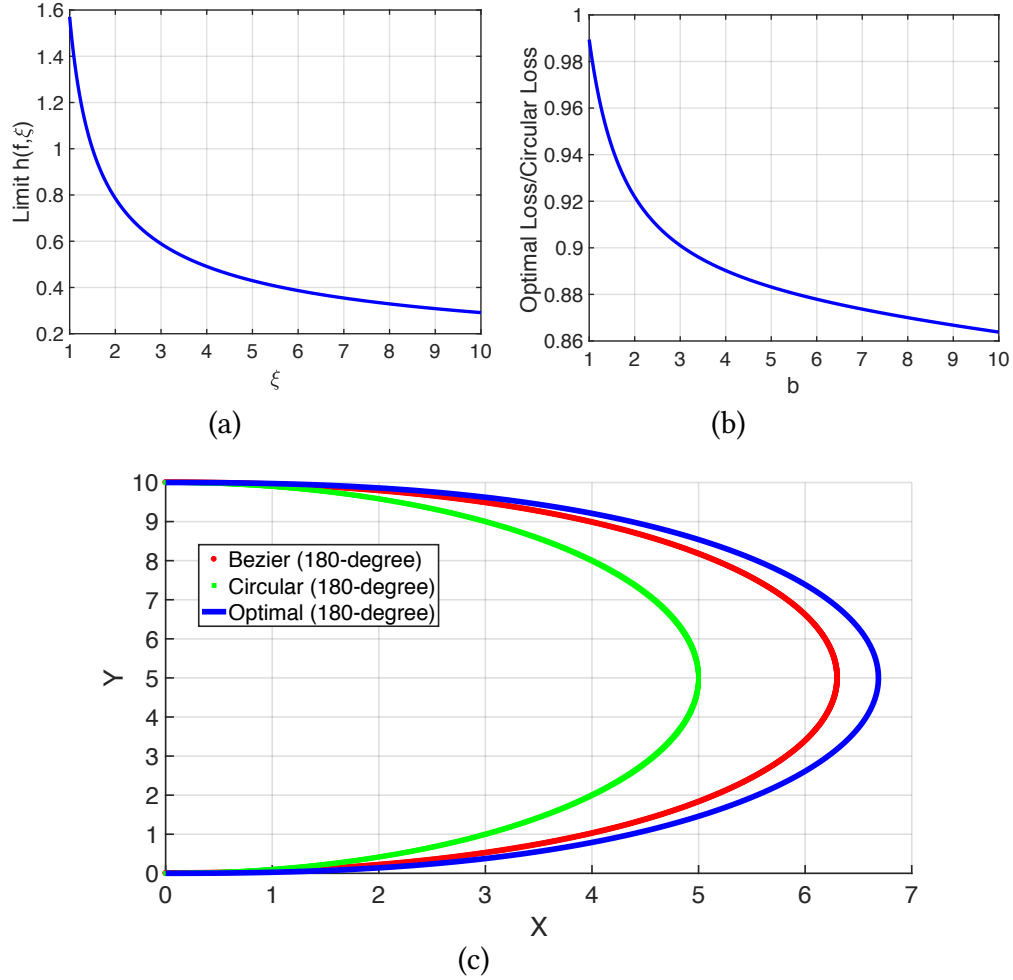 1.6
1.4
1.2
1
0.8
0.6
0.4
0.2
Limit h(f,ξ)
1 2 3 4 5 6 7 8 9 10
ξ
(a)
1
0.98
0.96
0.94
0.92
0.9
0.88
0.86
Optimal Loss/Circular Loss
1 2 3 4 5 6 7 8 9 10
b
(b)
10
9
8
7
6
5
4
3
2
1
0
Y
Bezier (180-degree)
Circular (180-degree)
Optimal (180-degree)
0 1 2 3 4 5 6 7
X
(c)